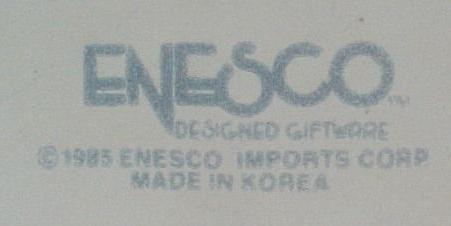 ENESCO™
DESIGNED GIFTWARE
©1985 ENESCO IMPORTS CORP
MADE IN KOREA